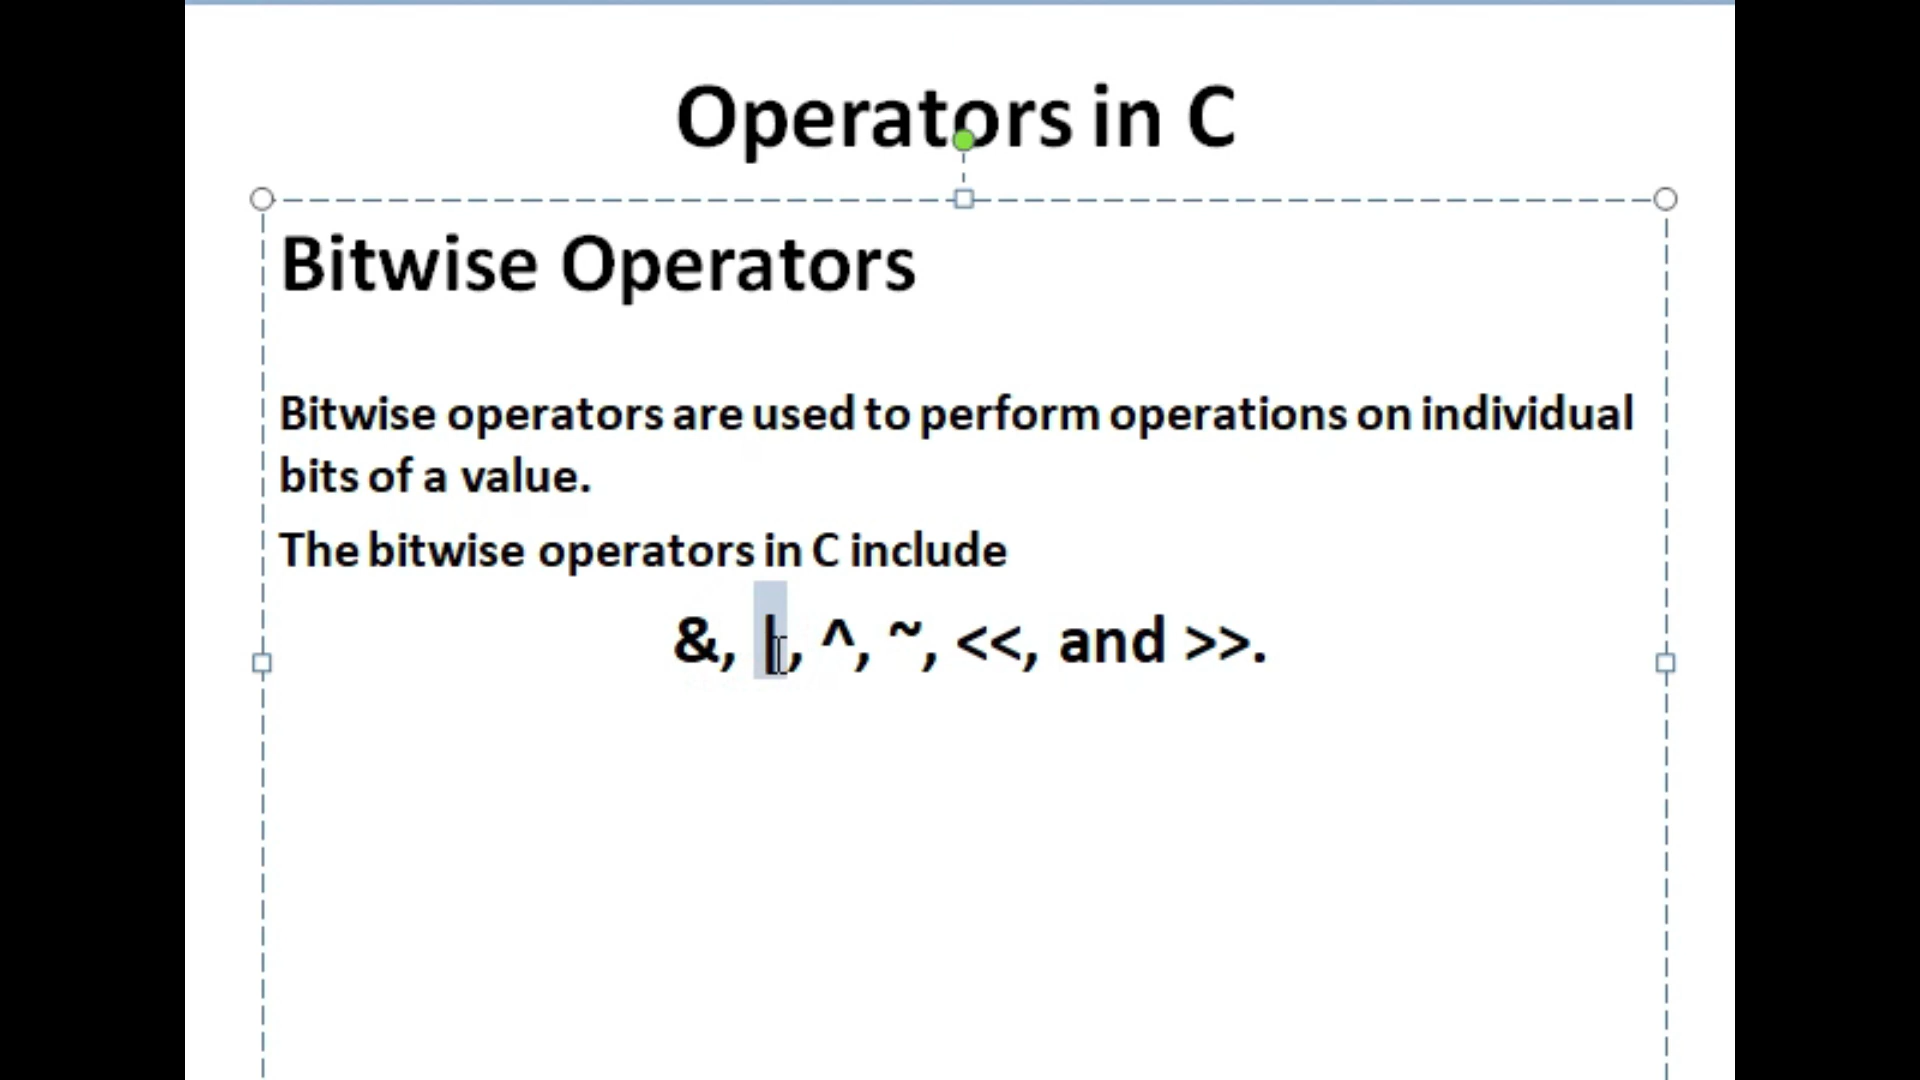 Operators in C
Bitwise Operators
Bitwise operators are used to perform operations on individual
bits of a value.
The bitwise operators in C include
&, |, ^, ~, <<, and >>.